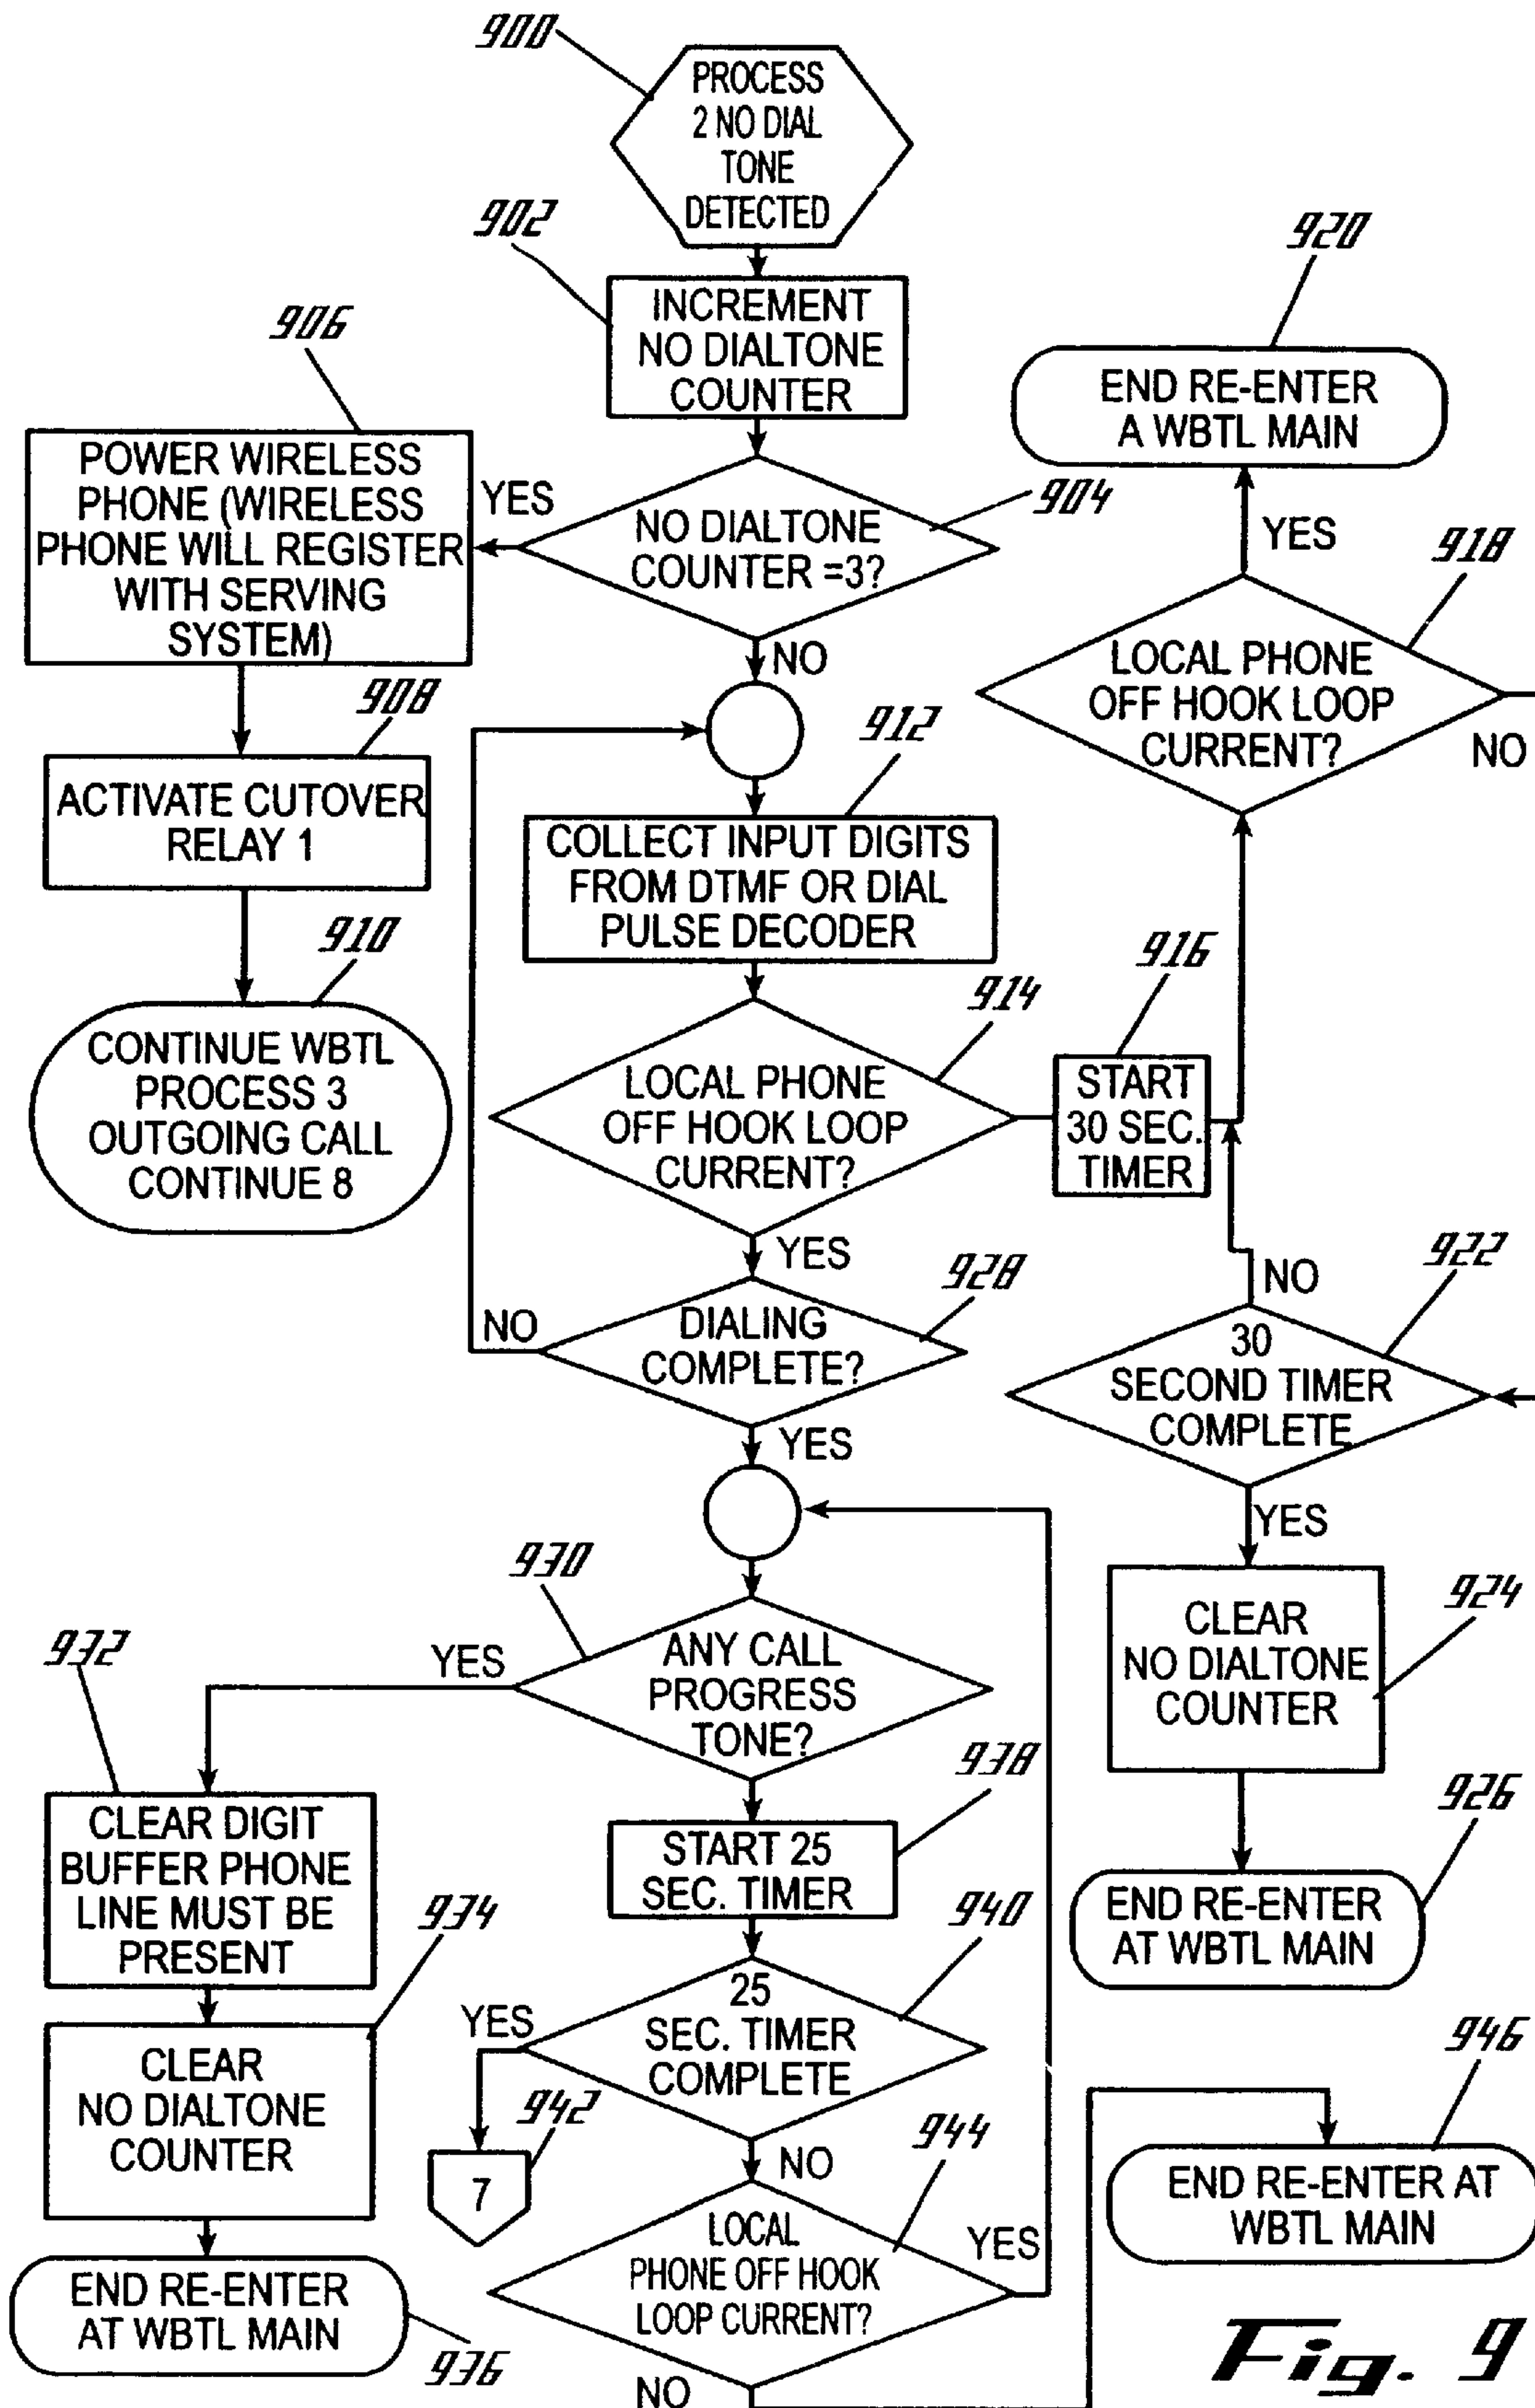 900
PROCESS
2 NO DIAL
TONE
DETECTED
902
INCREMENT
NO DIALTONE
COUNTER
904
NO DIALTONE
COUNTER =3?
YES
NO
906
POWER WIRELESS
PHONE (WIRELESS
PHONE WILL REGISTER
WITH SERVING
SYSTEM)
908
ACTIVATE CUTOVER
RELAY 1
910
CONTINUE WBTL
PROCESS 3
OUTGOING CALL
CONTINUE 8
912
COLLECT INPUT DIGITS
FROM DTMF OR DIAL
PULSE DECODER
914
LOCAL PHONE
OFF HOOK LOOP
CURRENT?
YES
916
START
30 SEC.
TIMER
918
LOCAL PHONE
OFF HOOK LOOP
CURRENT?
YES
NO
920
END RE-ENTER
A WBTL MAIN
922
30
SECOND TIMER
COMPLETE
NO
YES
924
CLEAR
NO DIALTONE
COUNTER
926
END RE-ENTER
AT WBTL MAIN
928
DIALING
COMPLETE?
NO
YES
930
ANY CALL
PROGRESS
TONE?
YES
932
CLEAR DIGIT
BUFFER PHONE
LINE MUST BE
PRESENT
934
CLEAR
NO DIALTONE
COUNTER
END RE-ENTER
AT WBTL MAIN
936
938
START 25
SEC. TIMER
940
25
SEC. TIMER
COMPLETE
YES
NO
942
7
944
LOCAL
PHONE OFF HOOK
LOOP CURRENT?
YES
NO
946
END RE-ENTER AT
WBTL MAIN
Fig. 9